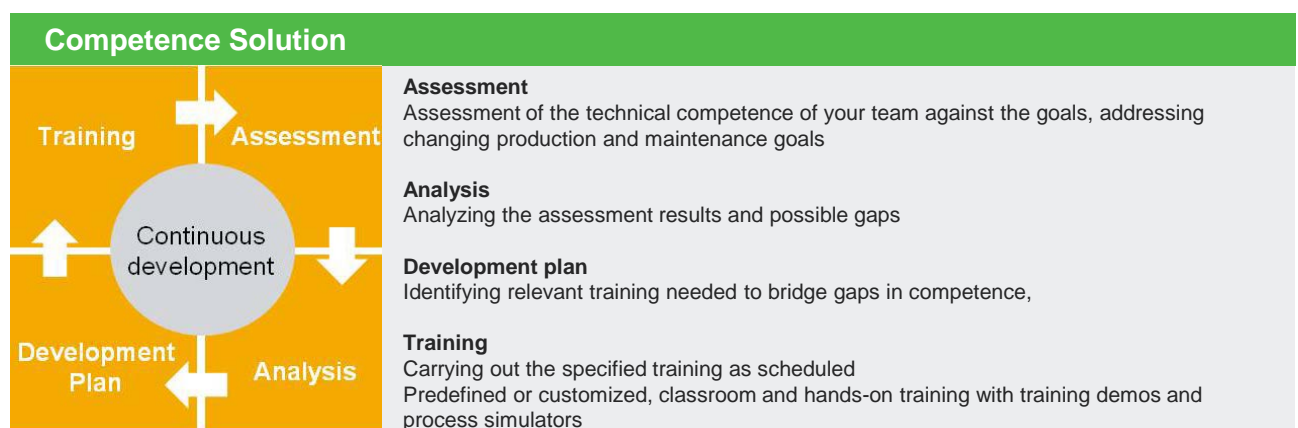 Competence Solution
Training
Assessment
Continuous
development
Development
Plan
Analysis
Assessment
Assessment of the technical competence of your team against the goals, addressing
changing production and maintenance goals
Analysis
Analyzing the assessment results and possible gaps
Development plan
Identifying relevant training needed to bridge gaps in competence,
Training
Carrying out the specified training as scheduled
Predefined or customized, classroom and hands-on training with training demos and
process simulators